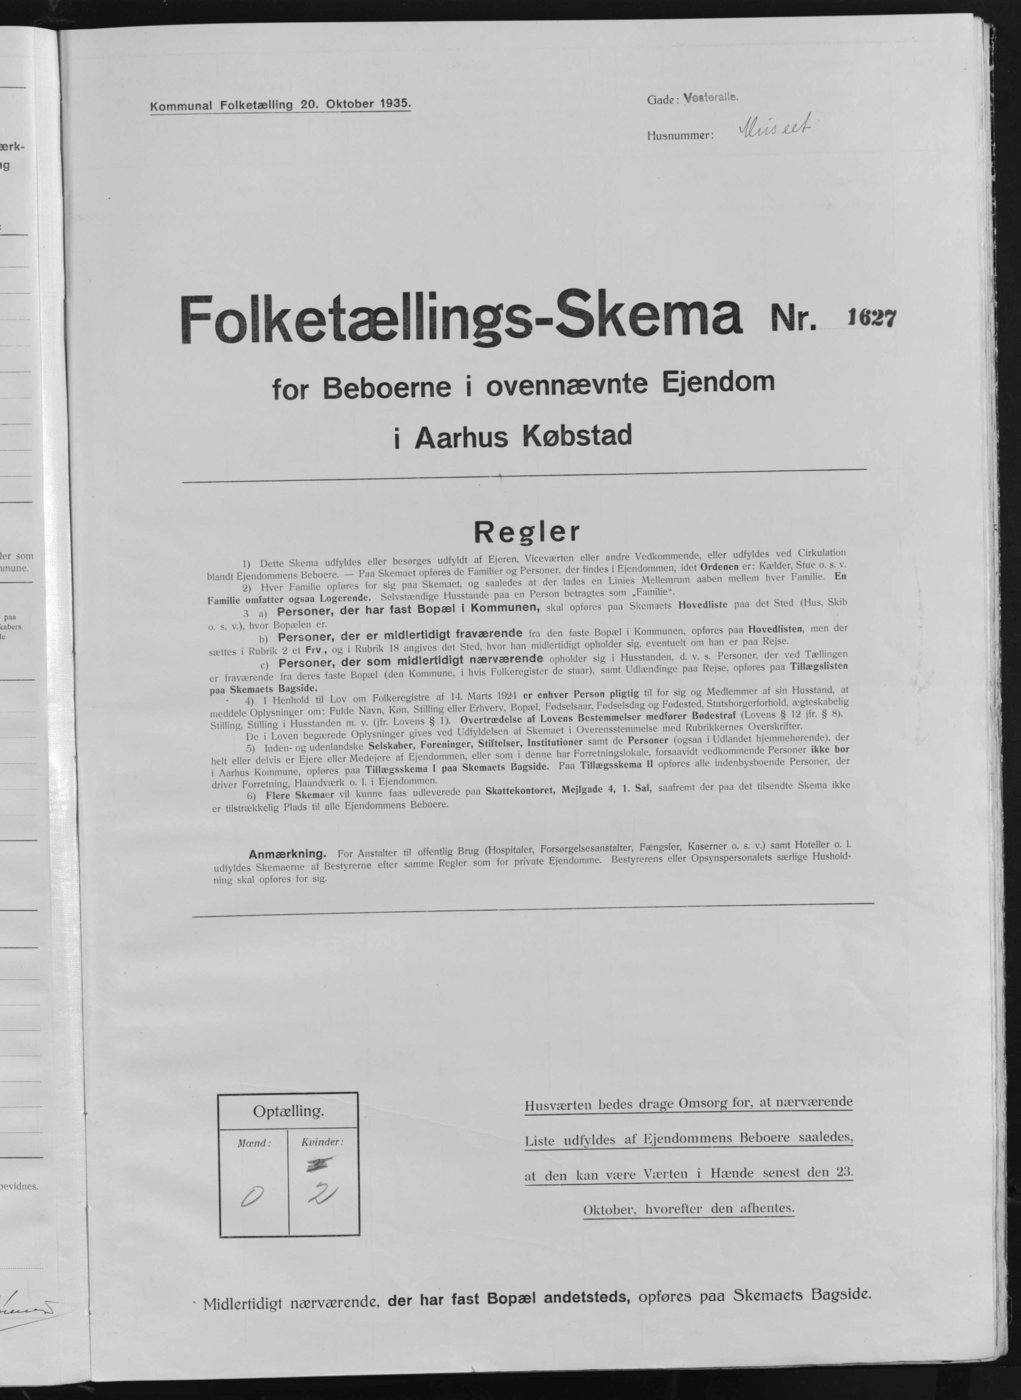 Kommunal Folketælling 20. Oktober 1935.
Gade: Vesteralle.
Husnummer: Museet
Folketællings-Skema Nr. 1627
for Beboerne i ovennævnte Ejendom
i Aarhus Købstad
Regler
1) Dette Skema udfyldes eller besørges udfyldt af Ejeren, Viceværten eller andre Vedkommende, eller udfyldes ved Cirkulation
blandt Ejendommens Beboere. — Paa Skemaet opføres de Familier og Personer, der findes i Ejendommen, idet Ordenen er: Kælder, Stue o. s. v.
2) Hver Familie opføres for sig paa Skemaet, og saaledes at der lades en Linies Mellemrum aaben mellem hver Familie. En
Familie omfatter ogsaa Logerende. Selvstændige Husstande paa en Person betragtes som „Familie“.
3 a) Personer, der har fast Bopæl i Kommunen, skal opføres paa Skemaets Hovedliste paa det Sted (Hus, Skib
o. s. v.), hvor Bopælen er.
b) Personer, der er midlertidigt fraværende fra den faste Bopæl i Kommunen, opføres paa Hovedlisten, men der
sættes i Rubrik 2 et Frv., og i Rubrik 18 angives det Sted, hvor han midlertidigt opholder sig, eventuelt om han er paa Rejse.
c) Personer, der som midlertidigt nærværende opholder sig i Husstanden, d. v. s. Personer, der ved Tællingen
er fraværende fra deres faste Bopæl (den Kommune, i hvis Folkeregister de staar), samt Udlændinge paa Rejse, opføres paa Tillægslisten
paa Skemaets Bagside.
4) I Henhold til Lov om Folkeregistre af 14. Marts 1924 er enhver Person pligtig til for sig og Medlemmer af sin Husstand, at
meddele Oplysninger om: Fulde Navn, Køn, Stilling eller Erhverv, Bopæl, Fødselsaar, Fødselsdag og Fødested, Statsborgerforhold, ægteskabelig
Stilling, Stilling i Husstanden m. v. (jfr. Lovens § 1). Overtrædelse af Lovens Bestemmelser medfører Bødestraf (Lovens § 12 jfr. § 8).
De i Loven begærede Oplysninger gives ved Udfyldelsen af Skemaet i Overensstemmelse med Rubrikkernes Overskrifter.
5) Inden- og udenlandske Selskaber, Foreninger, Stiftelser, Institutioner samt de Personer (ogsaa i Udlandet hjemmehørende), der
helt eller delvis er Ejere eller Medejere af Ejendommen, eller som i denne har Forretningslokale, forsaavidt vedkommende Personer ikke bor
i Aarhus Kommune, opføres paa Tillægsskema I paa Skemaets Bagside. Paa Tillægsskema II opføres alle indenbysboende Personer, der
driver Forretning, Haandværk o. l. i Ejendommen.
6) Flere Skemaer vil kunne faas udleverede paa Skattekontoret, Mejlgade 4, 1. Sal, saafremt der paa det tilsendte Skema ikke
er tilstrækkelig Plads til alle Ejendommens Beboere.
Anmærkning. For Anstalter til offentlig Brug (Hospitaler, Forsørgelsesanstalter, Fængsler, Kaserner o. s. v.) samt Hoteller o. l.
udfyldes Skemaerne af Bestyrerne efter samme Regler som for private Ejendomme. Bestyrerens eller Opsynspersonalets særlige Hushold-
ning skal opføres for sig.
Optælling.
Mænd: Kvinder:
0 2
Husværten bedes drage Omsorg for, at nærværende
Liste udfyldes af Ejendommens Beboere saaledes,
at den kan være Værten i Hænde senest den 23.
Oktober, hvorefter den afhentes.
Midlertidigt nærværende, der har fast Bopæl andetsteds, opføres paa Skemaets Bagside.